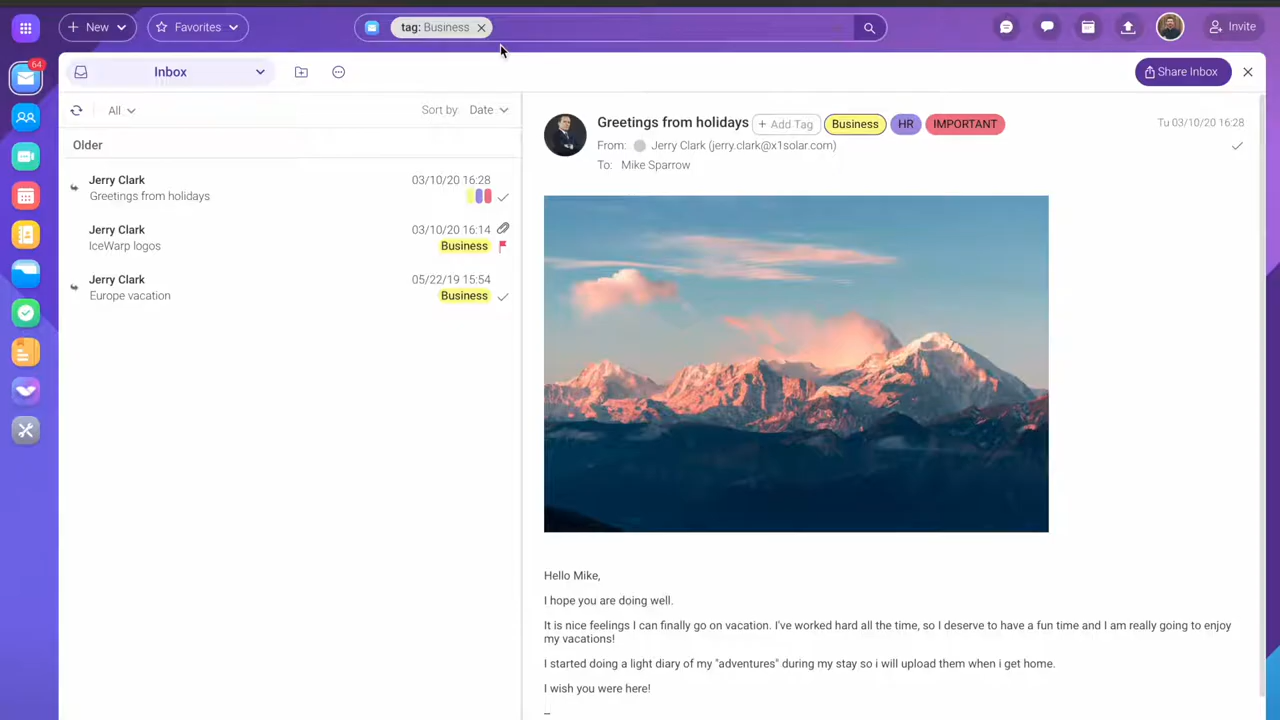 New
Favorites
tag: Business
Invite
64
Inbox
Share Inbox
All
Sort by
Date
Older
Jerry Clark
03/10/20 16:28
Greetings from holidays
Jerry Clark
03/10/20 16:14
IceWarp logos
Business
Jerry Clark
05/22/19 15:54
Europe vacation
Business
Greetings from holidays
+ Add Tag
Business
HR
IMPORTANT
Tu 03/10/20 16:28
From: Jerry Clark (jerry.clark@x1solar.com)
To: Mike Sparrow
Hello Mike,
I hope you are doing well.
It is nice feelings I can finally go on vacation. I've worked hard all the time, so I deserve to have a fun time and I am really going to enjoy
my vacations!
I started doing a light diary of my "adventures" during my stay so i will upload them when i get home.
I wish you were here!
--